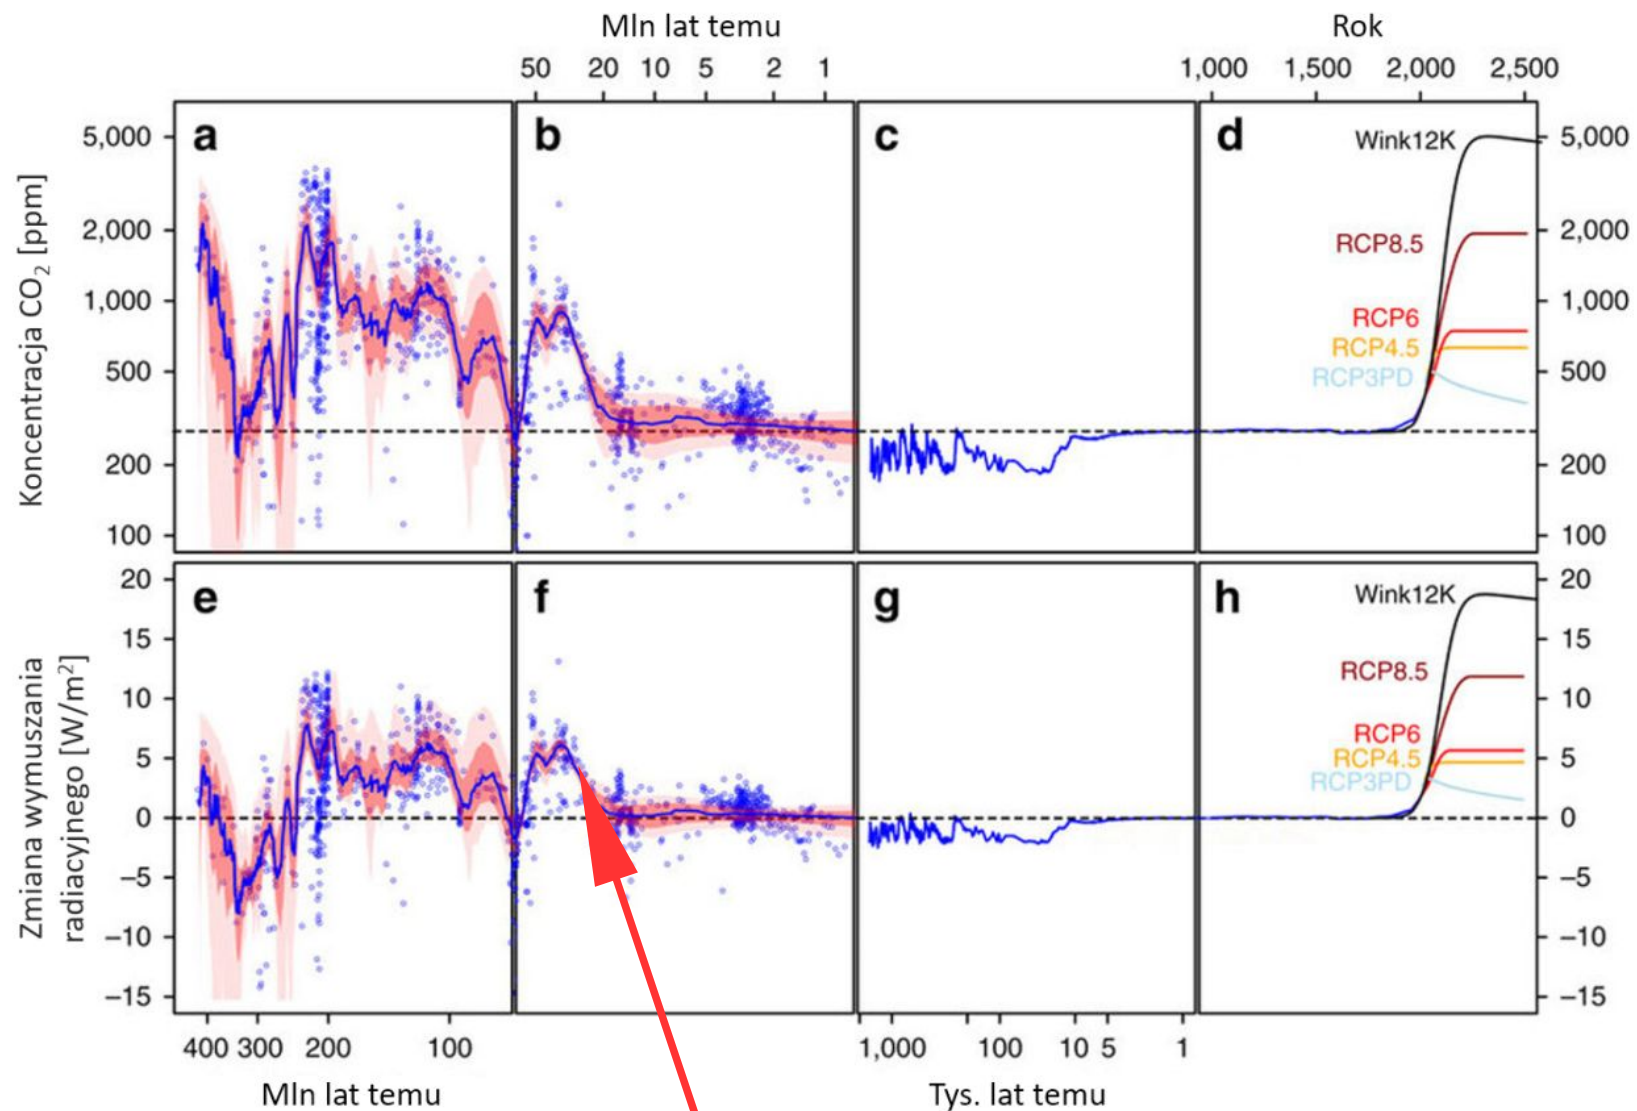 Mln lat temu
Rok
50 20 10 5 2 1
1,000 1,500 2,000 2,500
a b c d
Koncentracja CO₂ [ppm]
5,000
2,000
1,000
500
200
100
Wink12K
RCP8.5
RCP6
RCP4.5
RCP3PD
5,000
2,000
1,000
500
200
100
e f g h
Zmiana wymuszania
radiacyjnego [W/m²]
20
15
10
5
0
−5
−10
−15
Wink12K
RCP8.5
RCP6
RCP4.5
RCP3PD
20
15
10
5
0
−5
−10
−15
400 300 200 100
1,000 100 10 5 1
Mln lat temu
Tys. lat temu